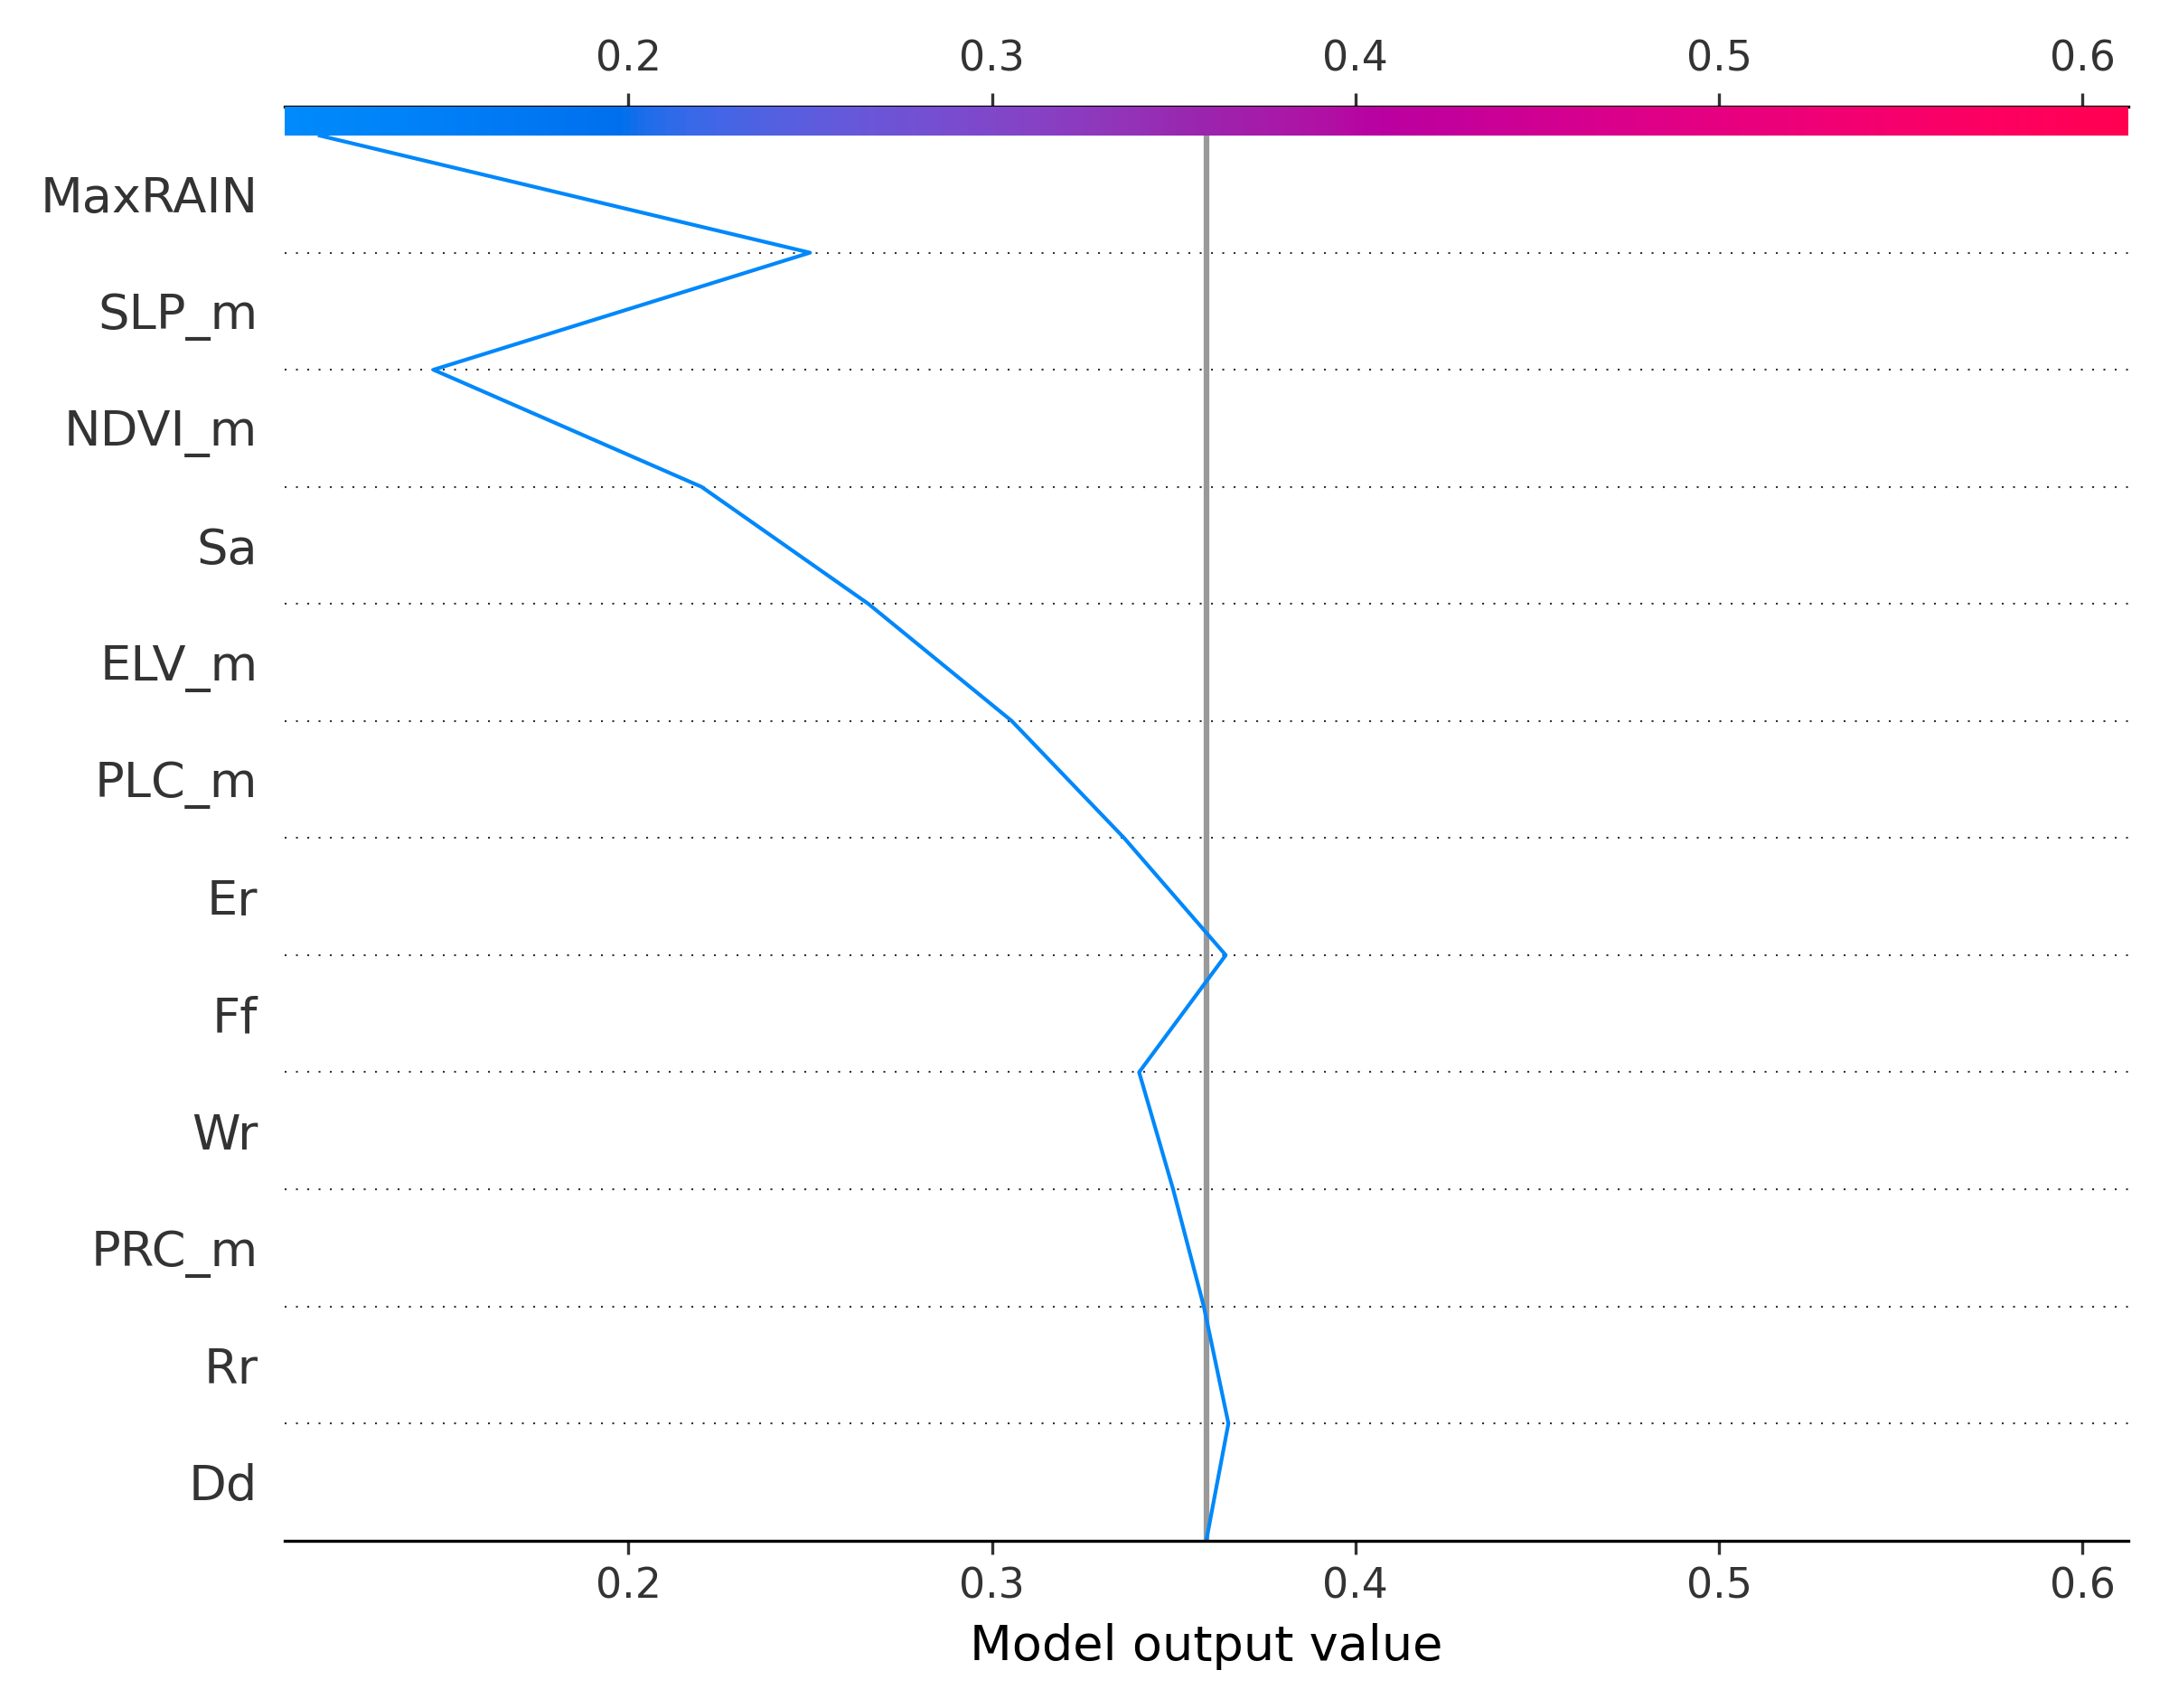 0.2 0.3 0.4 0.5 0.6
MaxRAIN
SLP_m
NDVI_m
Sa
ELV_m
PLC_m
Er
Ff
Wr
PRC_m
Rr
Dd
0.2 0.3 0.4 0.5 0.6
Model output value